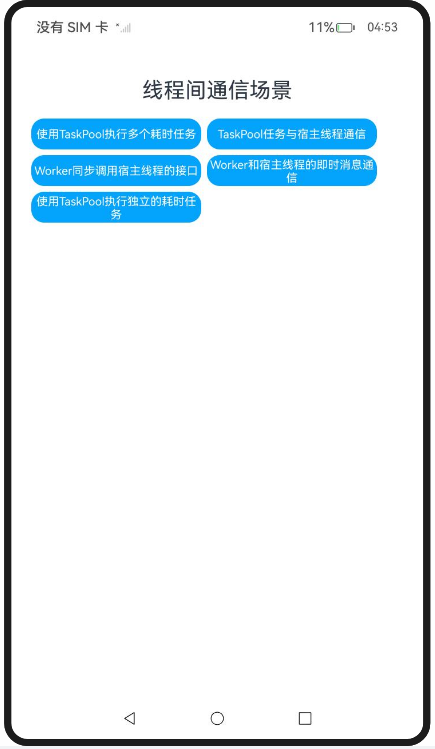 没有 SIM 卡
11%
04:53
线程间通信场景
使用TaskPool执行多个耗时任务
TaskPool任务与宿主线程通信
Worker同步调用宿主线程的接口
Worker和宿主线程的即时消息通
信
使用TaskPool执行独立的耗时任
务